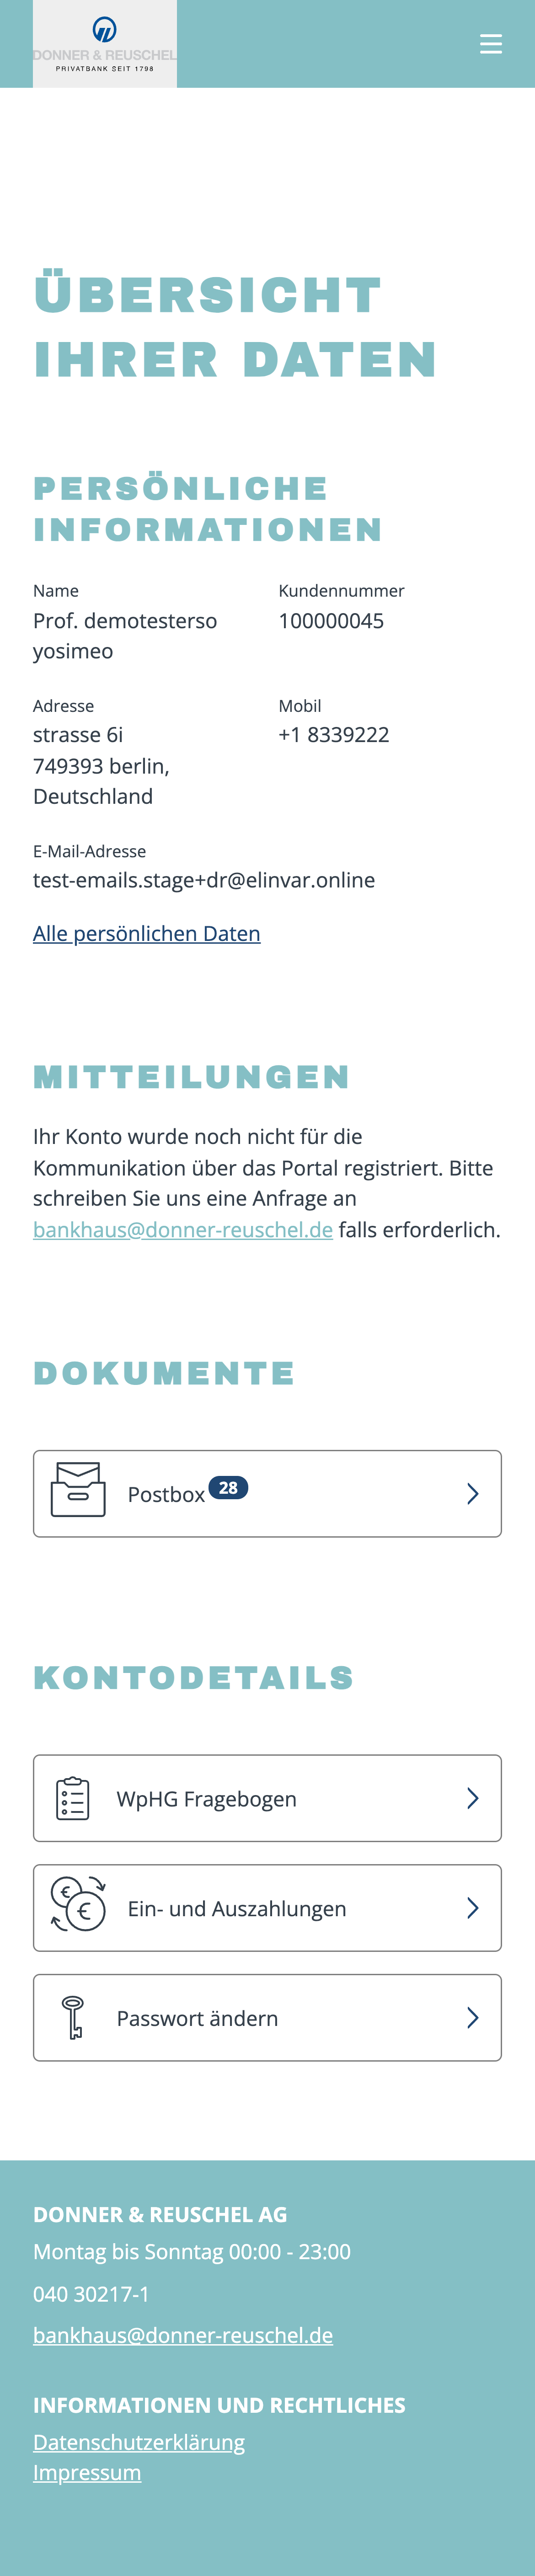 DONNER & REUSCHEL
PRIVATBANK SEIT 1798
ÜBERSICHT
IHRER DATEN
PERSÖNLICHE
INFORMATIONEN
Name
Prof. demotesterso
yosimeo
Kundennummer
100000045
Adresse
strasse 6i
749393 berlin,
Deutschland
Mobil
+1 8339222
E-Mail-Adresse
test-emails.stage+dr@elinvar.online
Alle persönlichen Daten
MITTEILUNGEN
Ihr Konto wurde noch nicht für die
Kommunikation über das Portal registriert. Bitte
schreiben Sie uns eine Anfrage an
bankhaus@donner-reuschel.de falls erforderlich.
DOKUMENTE
Postbox 28
KONTODETAILS
WpHG Fragebogen
Ein- und Auszahlungen
Passwort ändern
DONNER & REUSCHEL AG
Montag bis Sonntag 00:00 - 23:00
040 30217-1
bankhaus@donner-reuschel.de
INFORMATIONEN UND RECHTLICHES
Datenschutzerklärung
Impressum